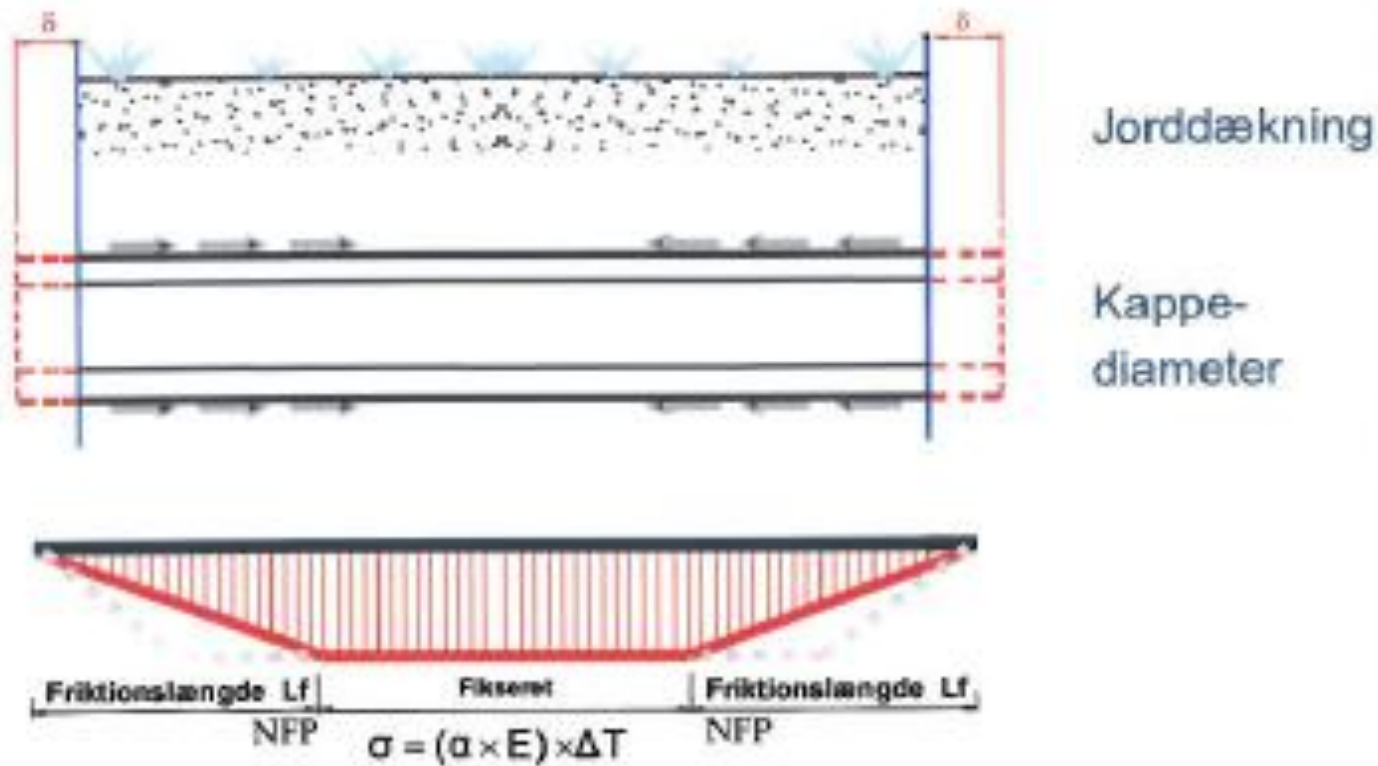 δ
δ
Jorddækning
Kappe-
diameter
Friktionslængde Lf
Fikseret
Friktionslængde Lf
NFP
NFP
σ = (α × E) × ΔT